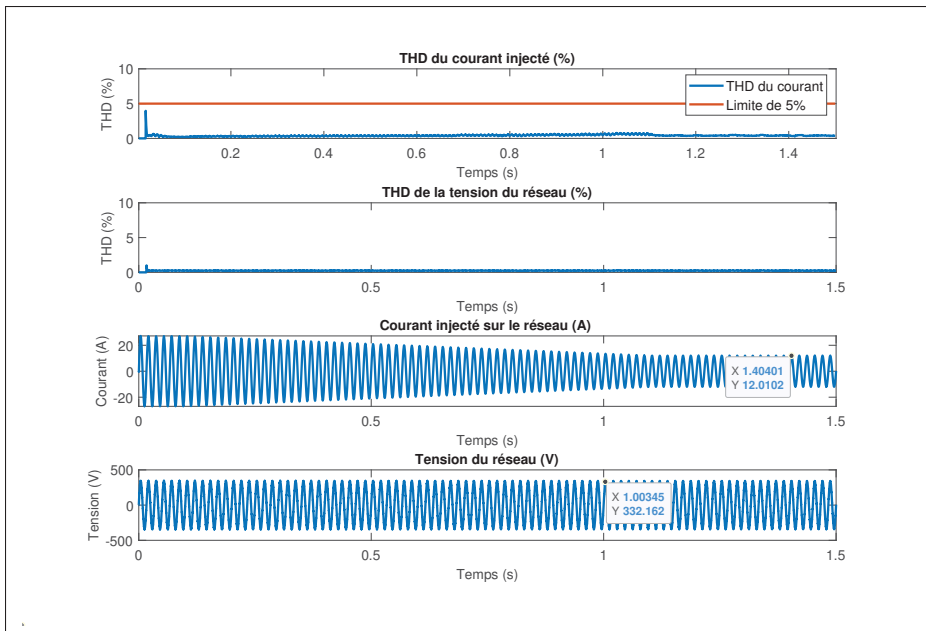 THD du courant injecté (%)
10
5
0
THD (%)
THD du courant
Limite de 5%
0.2 0.4 0.6 0.8 1 1.2 1.4
Temps (s)
THD de la tension du réseau (%)
10
5
0
THD (%)
0 0.5 1 1.5
Temps (s)
Courant injecté sur le réseau (A)
20
0
-20
Courant (A)
X 1.40401
Y 12.0102
0 0.5 1 1.5
Temps (s)
Tension du réseau (V)
500
0
-500
Tension (V)
X 1.00345
Y 332.162
0 0.5 1 1.5
Temps (s)